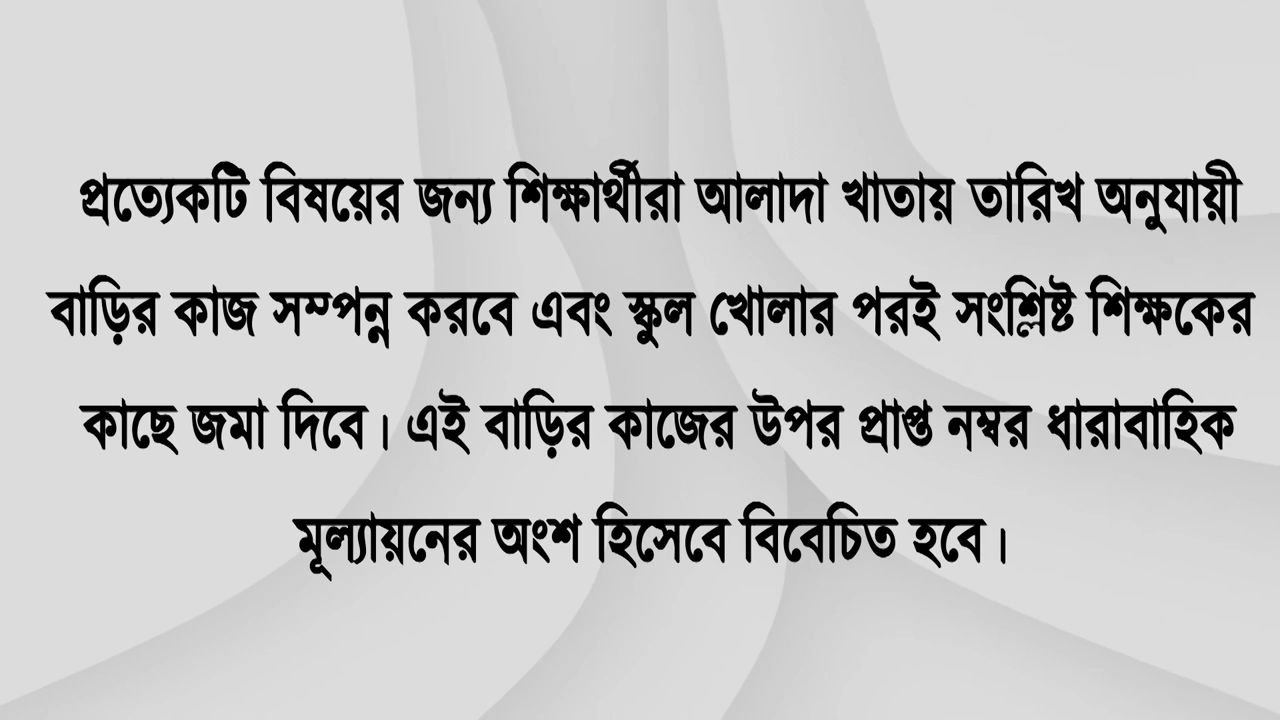 প্রত্যেকটি বিষয়ের জন্য শিক্ষার্থীরা আলাদা খাতায় তারিখ অনুযায়ী
বাড়ির কাজ সম্পন্ন করবে এবং স্কুল খোলার পরই সংশ্লিষ্ট শিক্ষকের
কাছে জমা দিবে। এই বাড়ির কাজের উপর প্রাপ্ত নম্বর ধারাবাহিক
মূল্যায়নের অংশ হিসেবে বিবেচিত হবে।